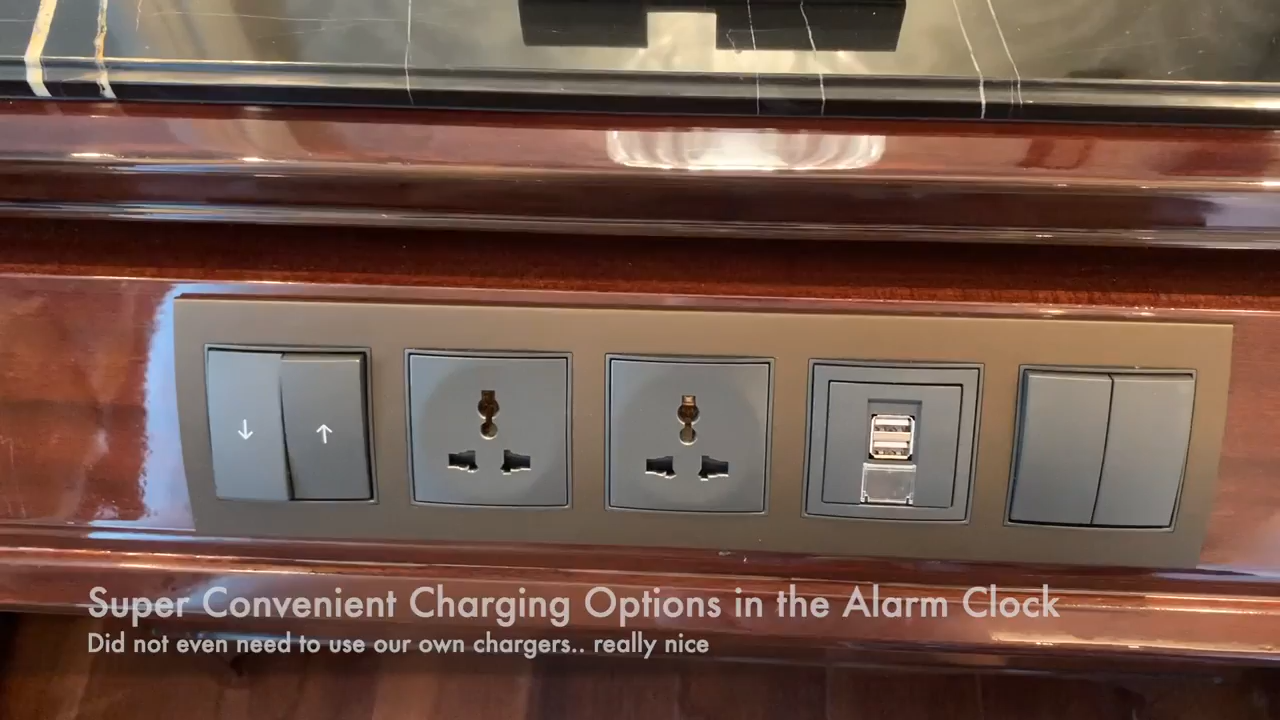 Super Convenient Charging Options in the Alarm Clock
Did not even need to use our own chargers.. really nice